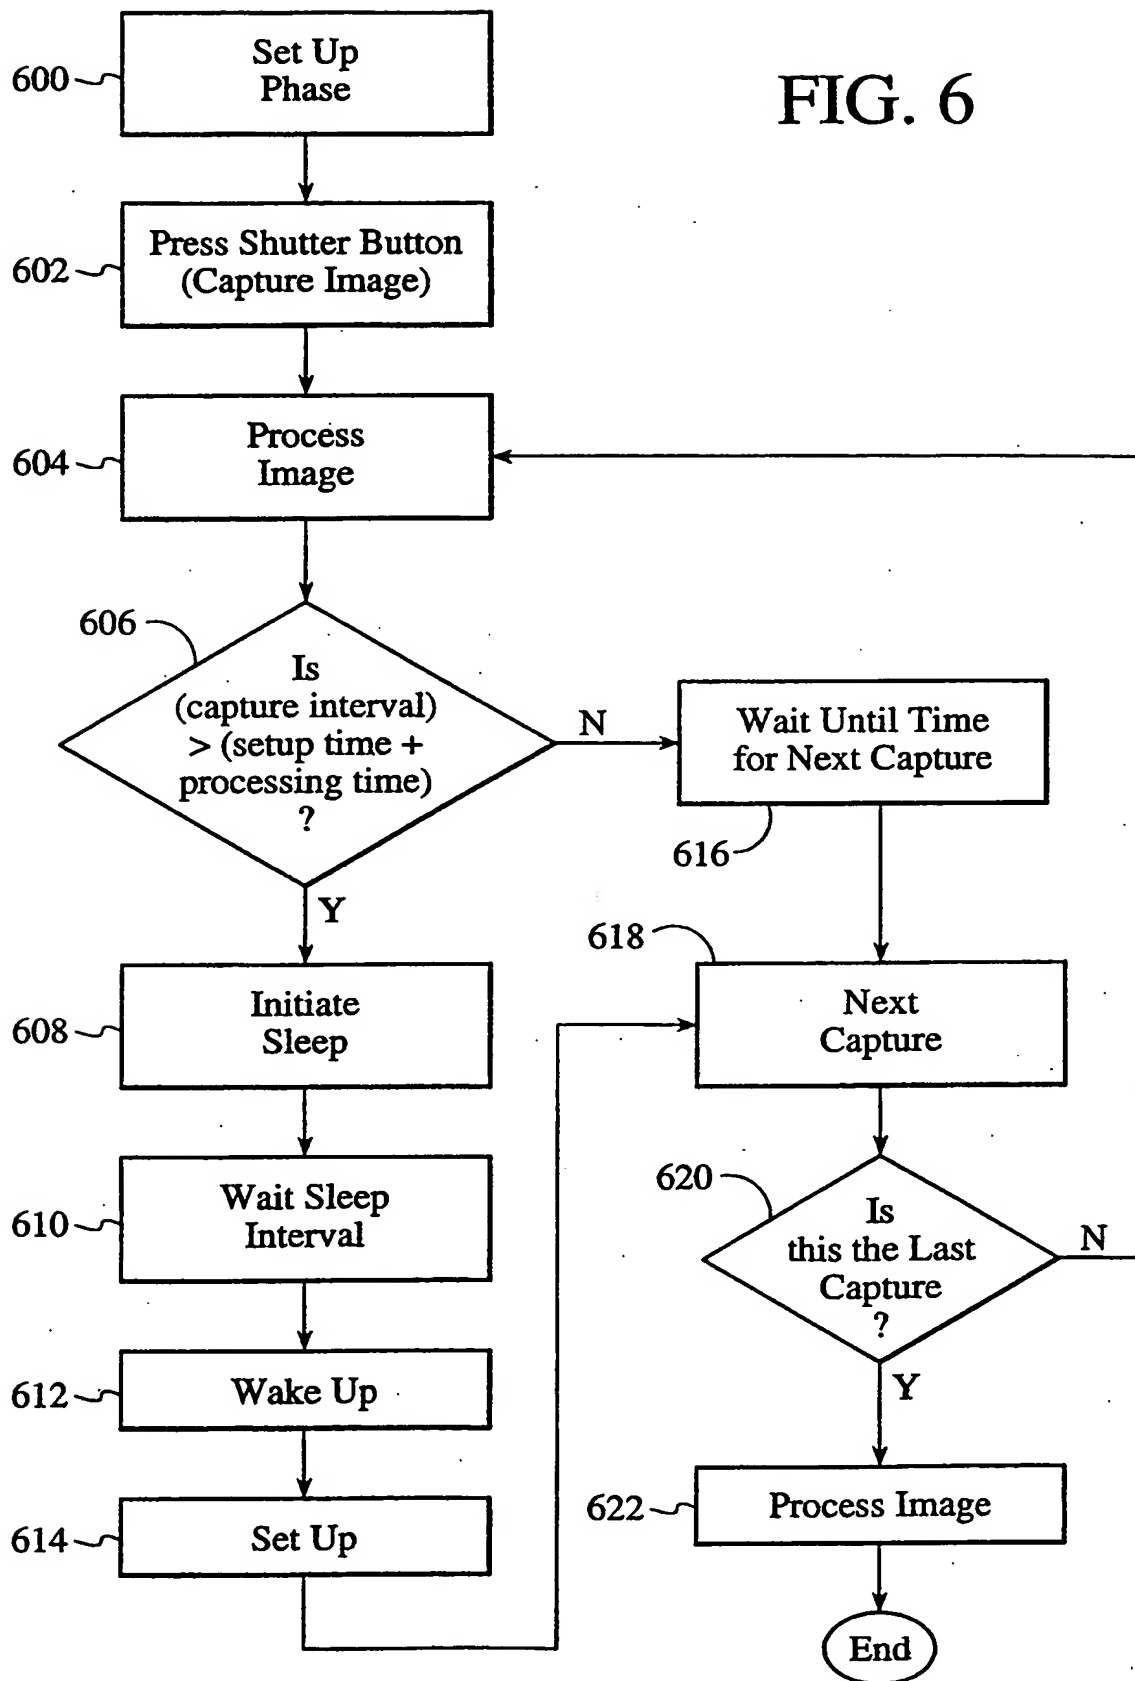 FIG. 6
600
Set Up
Phase
602
Press Shutter Button
(Capture Image)
604
Process
Image
606
Is
(capture interval)
> (setup time +
processing time)
?
N
Y
616
Wait Until Time
for Next Capture
608
Initiate
Sleep
610
Wait Sleep
Interval
612
Wake Up
614
Set Up
618
Next
Capture
620
Is
this the Last
Capture
?
N
Y
622
Process Image
End